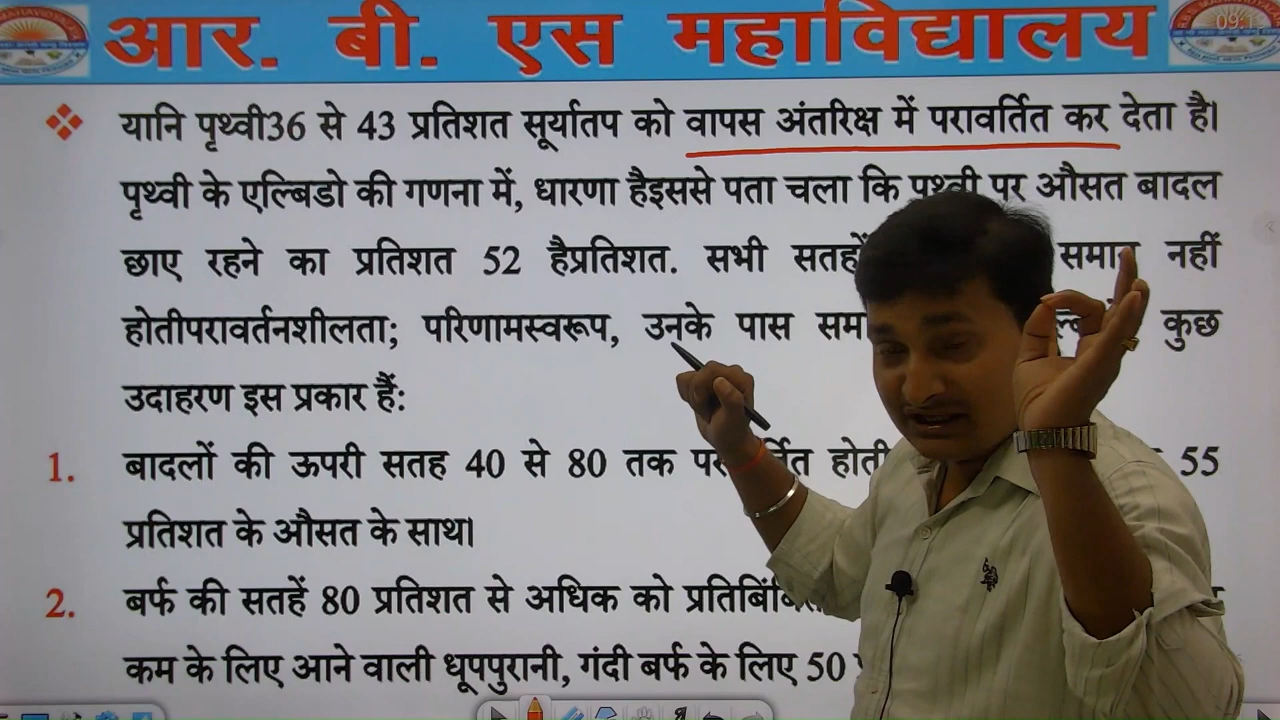 आर. बी. एस महाविद्यालय
09:1
यानि पृथ्वी36 से 43 प्रतिशत सूर्यातप को वापस अंतरिक्ष में परावर्तित कर देता है।
पृथ्वी के एल्बिडो की गणना में, धारणा हैइससे पता चला कि पृथ्वी पर औसत बादल
छाए रहने का प्रतिशत 52 हैप्रतिशत. सभी नहीं
होतीपरावर्तनशीलता; परिणामस्वरूप, उनके पास कुछ
उदाहरण इस प्रकार हैं:
1. बादलों की ऊपरी सतह 40 से 80 तक 55
प्रतिशत के औसत के साथ।
2. बर्फ की सतहें 80 प्रतिशत से अधिक को
कम के लिए आने वाली धूपपुरानी, गंदी बर्फ के लिए 50